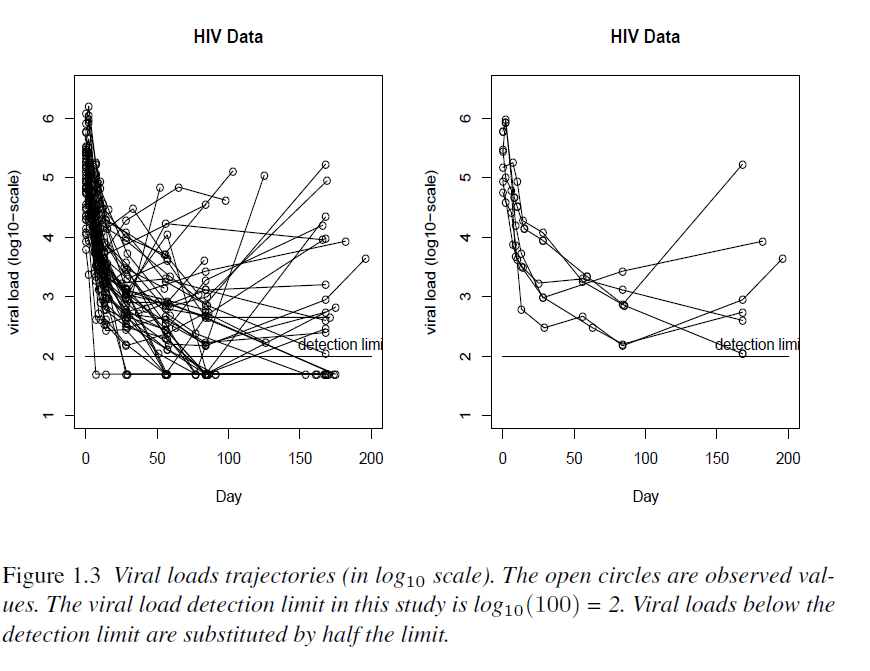 HIV Data
HIV Data
viral load (log10−scale)
6
5
4
3
2
1
detection limi
0
50
100
150
200
Day
viral load (log10−scale)
6
5
4
3
2
1
detection limi
0
50
100
150
200
Day
Figure 1.3 Viral loads trajectories (in log₁₀ scale). The open circles are observed val-
ues. The viral load detection limit in this study is log₁₀(100) = 2. Viral loads below the
detection limit are substituted by half the limit.